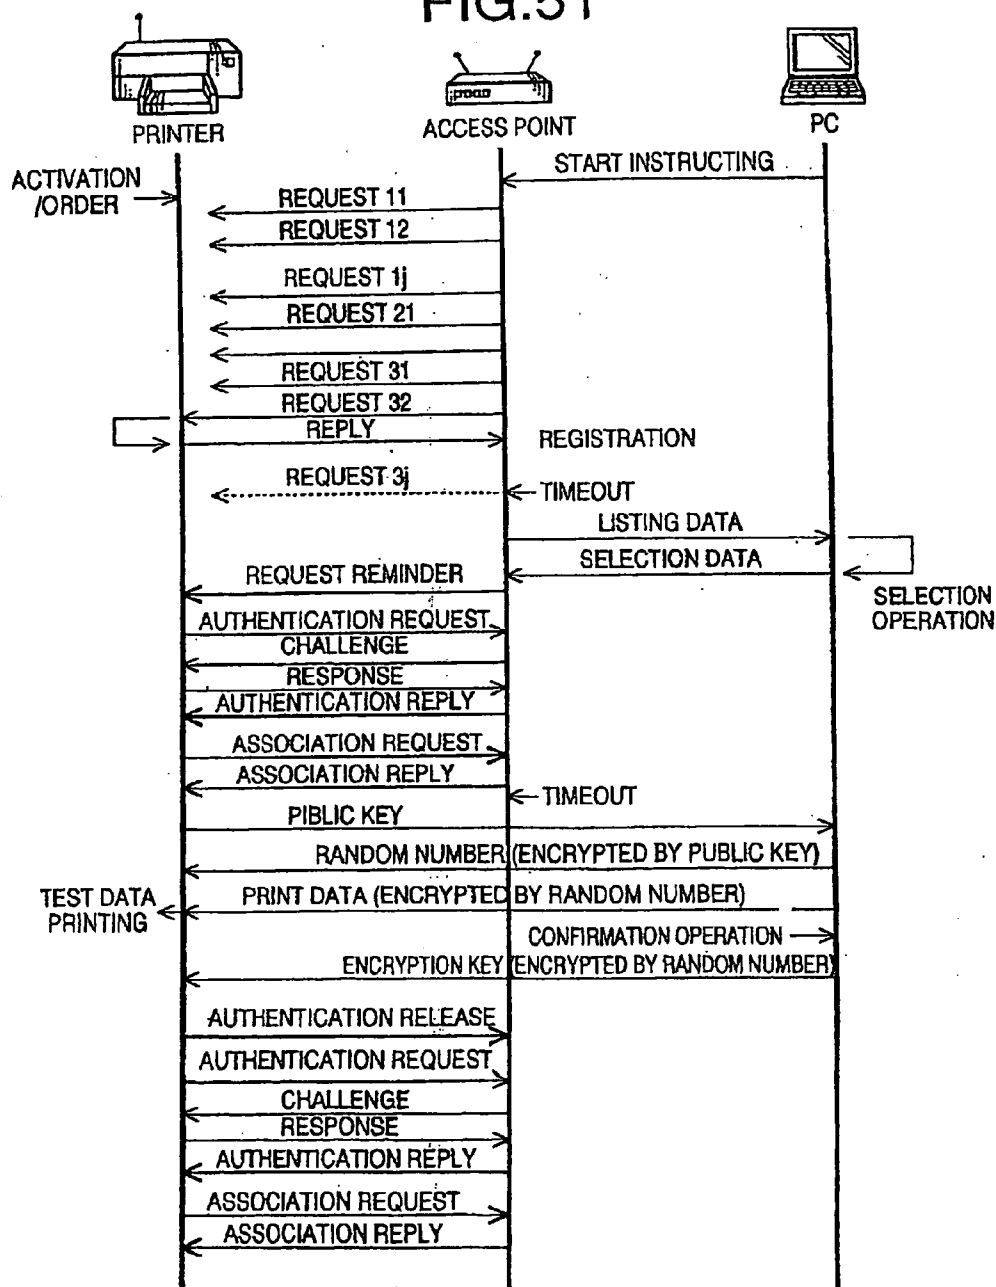 FIG.51
PRINTER
ACCESS POINT
PC
START INSTRUCTING
ACTIVATION
/ORDER
REQUEST 11
REQUEST 12
REQUEST 1j
REQUEST 21
REQUEST 31
REQUEST 32
REPLY
REGISTRATION
REQUEST 3j
TIMEOUT
LISTING DATA
SELECTION DATA
REQUEST REMINDER
SELECTION
OPERATION
AUTHENTICATION REQUEST
CHALLENGE
RESPONSE
AUTHENTICATION REPLY
ASSOCIATION REQUEST
ASSOCIATION REPLY
TIMEOUT
PIBLIC KEY
RANDOM NUMBER (ENCRYPTED BY PUBLIC KEY)
TEST DATA
PRINTING
PRINT DATA (ENCRYPTED BY RANDOM NUMBER)
CONFIRMATION OPERATION
ENCRYPTION KEY (ENCRYPTED BY RANDOM NUMBER)
AUTHENTICATION RELEASE
AUTHENTICATION REQUEST
CHALLENGE
RESPONSE
AUTHENTICATION REPLY
ASSOCIATION REQUEST
ASSOCIATION REPLY